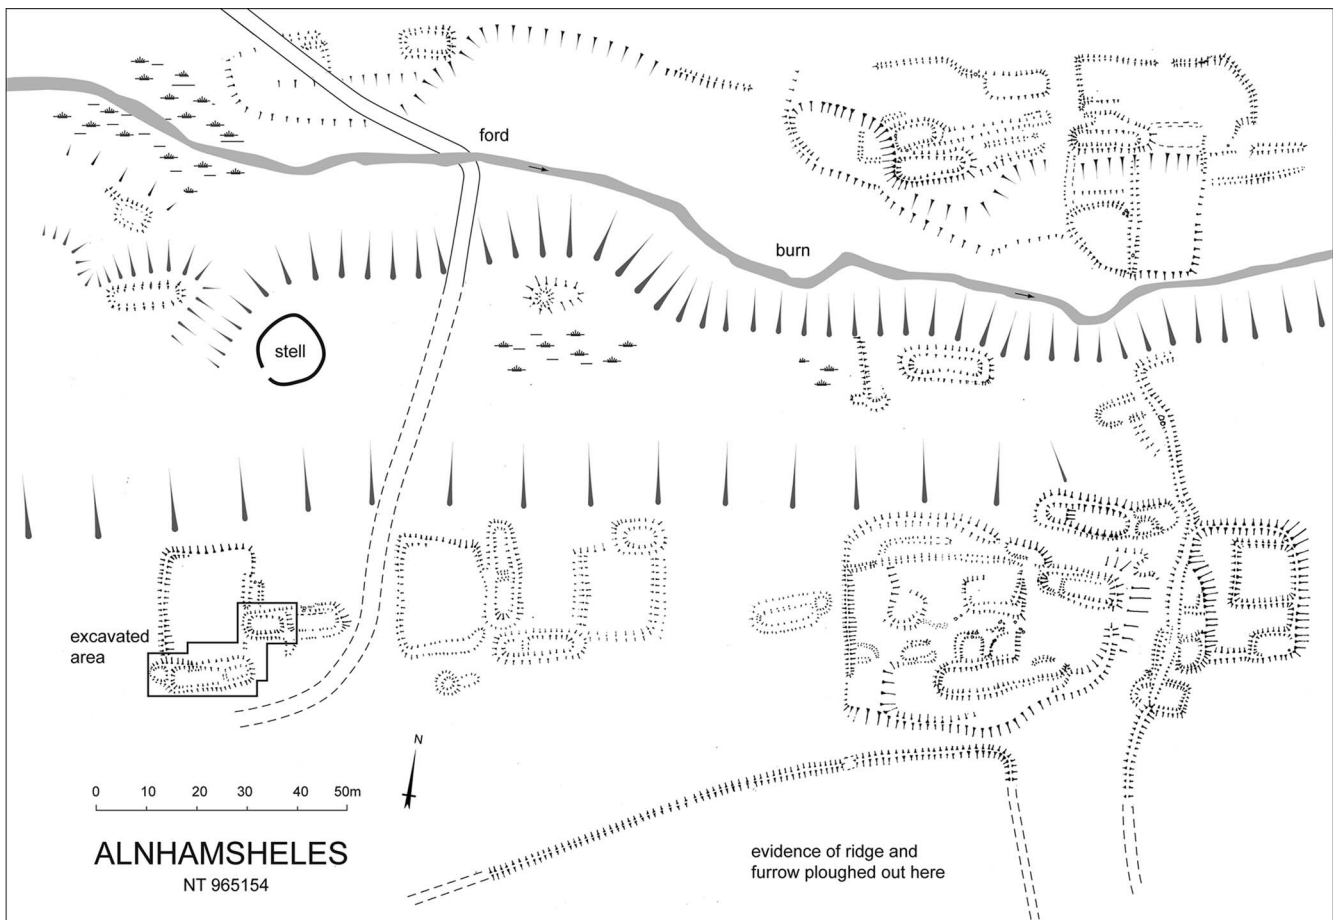 ford
burn
stell
excavated
area
N
0 10 20 30 40 50m
ALNHAMSHELES
NT 965154
evidence of ridge and
furrow ploughed out here